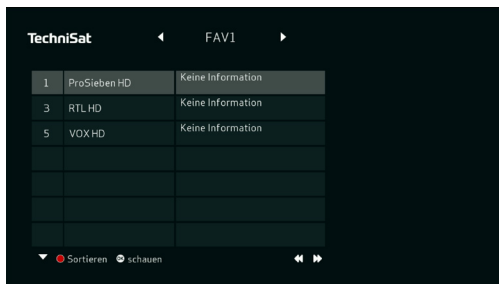 TechniSat FAV1
1 ProSieben HD Keine Information
3 RTL HD Keine Information
5 VOX HD Keine Information
Sortieren OK schauen